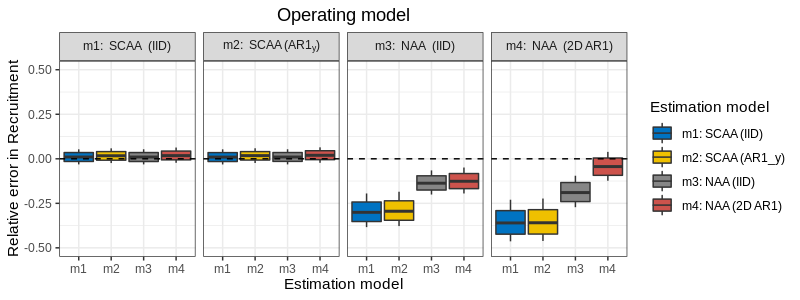 Operating model
m1: SCAA (IID)
m2: SCAA (AR1y)
m3: NAA (IID)
m4: NAA (2D AR1)
Relative error in Recruitment
0.50
0.25
0.00
-0.25
-0.50
m1 m2 m3 m4
m1 m2 m3 m4
m1 m2 m3 m4
m1 m2 m3 m4
Estimation model
Estimation model
m1: SCAA (IID)
m2: SCAA (AR1_y)
m3: NAA (IID)
m4: NAA (2D AR1)